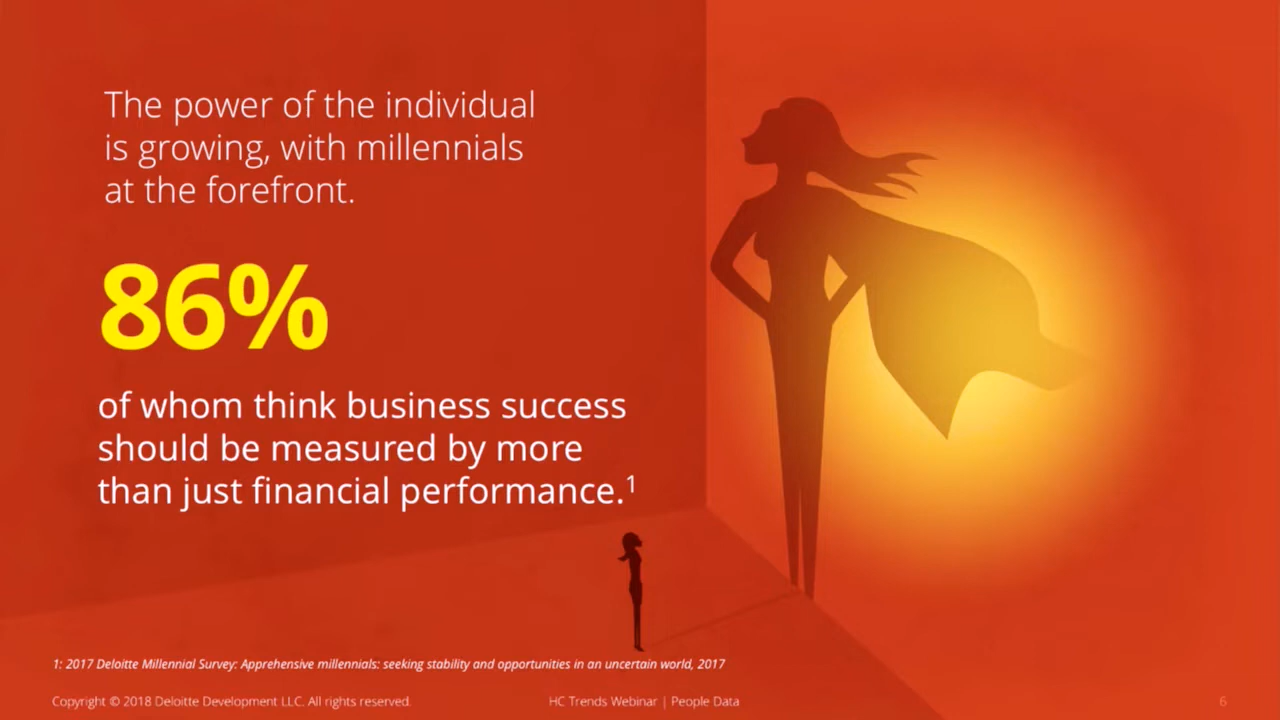 The power of the individual
is growing, with millennials
at the forefront.
86%
of whom think business success
should be measured by more
than just financial performance.¹
1: 2017 Deloitte Millennial Survey: Apprehensive millennials: seeking stability and opportunities in an uncertain world, 2017
Copyright © 2018 Deloitte Development LLC. All rights reserved.
HC Trends Webinar | People Data
6